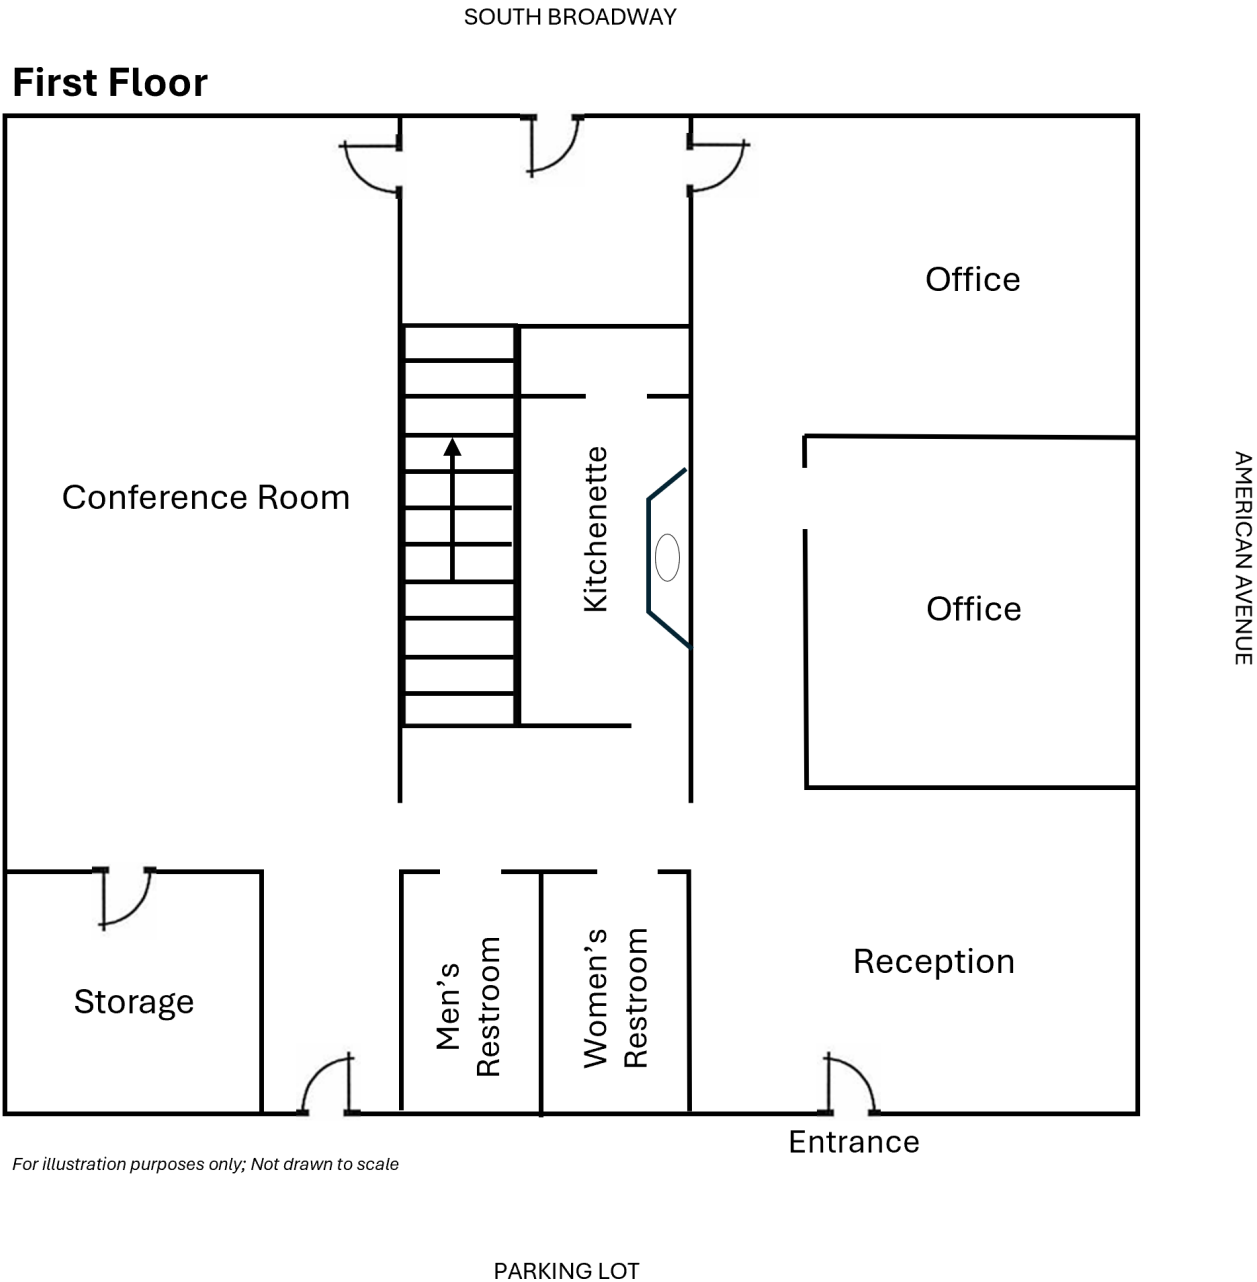 SOUTH BROADWAY
First Floor
Office
Conference Room
Kitchenette
Office
AMERICAN AVENUE
Storage
Men's
Restroom
Women's
Restroom
Reception
Entrance
For illustration purposes only; Not drawn to scale
PARKING LOT